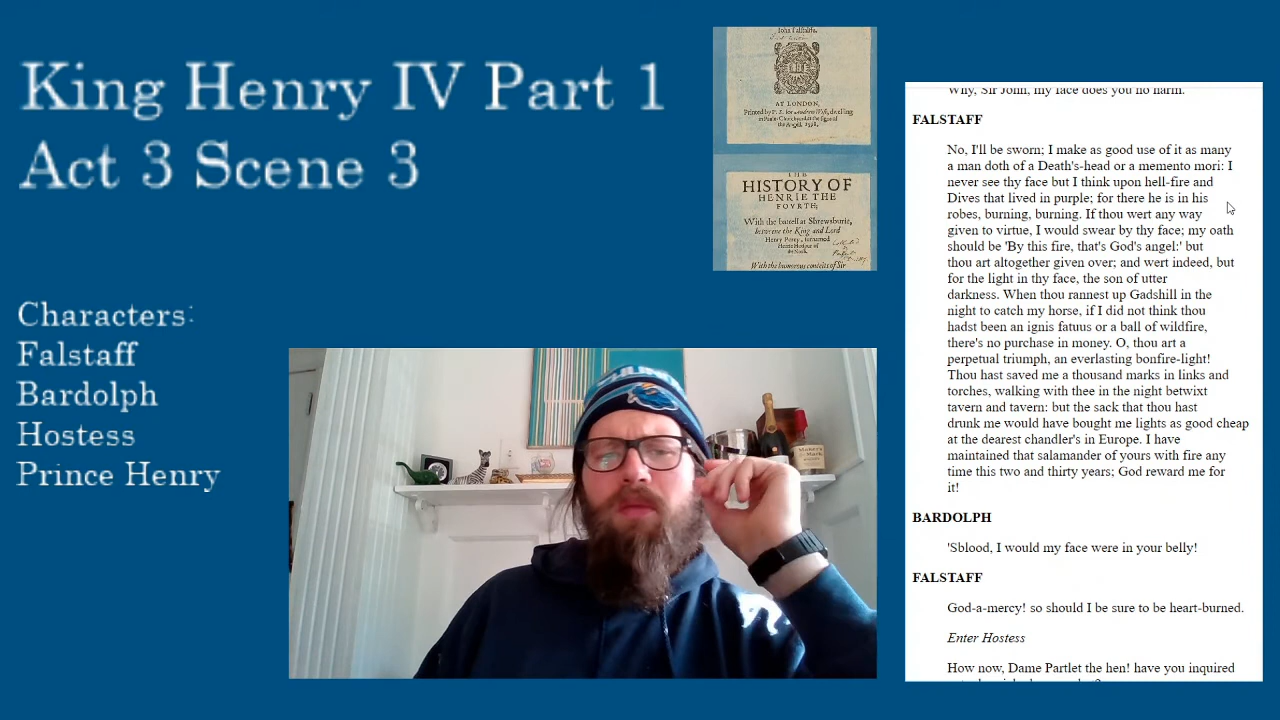 King Henry IV Part 1
Act 3 Scene 3
Characters:
Falstaff
Bardolph
Hostess
Prince Henry
AT LONDON,
HISTORY OF
HENRIE THE
FOVRTH;
With the battell at Shrewsburie,
betweene the King and Lord
Henry Percy, surnamed
With the humorous conceits of Sir
Maker's
Mark
Why, Sir John, my face does you no harm.
FALSTAFF
No, I'll be sworn; I make as good use of it as many
a man doth of a Death's-head or a memento mori: I
never see thy face but I think upon hell-fire and
Dives that lived in purple; for there he is in his
robes, burning, burning. If thou wert any way
given to virtue, I would swear by thy face; my oath
should be 'By this fire, that's God's angel:' but
thou art altogether given over; and wert indeed, but
for the light in thy face, the son of utter
darkness. When thou rannest up Gadshill in the
night to catch my horse, if I did not think thou
hadst been an ignis fatuus or a ball of wildfire,
there's no purchase in money. O, thou art a
perpetual triumph, an everlasting bonfire-light!
Thou hast saved me a thousand marks in links and
torches, walking with thee in the night betwixt
tavern and tavern: but the sack that thou hast
drunk me would have bought me lights as good cheap
at the dearest chandler's in Europe. I have
maintained that salamander of yours with fire any
time this two and thirty years; God reward me for
it!
BARDOLPH
'Sblood, I would my face were in your belly!
FALSTAFF
God-a-mercy! so should I be sure to be heart-burned.
Enter Hostess
How now, Dame Partlet the hen! have you inquired